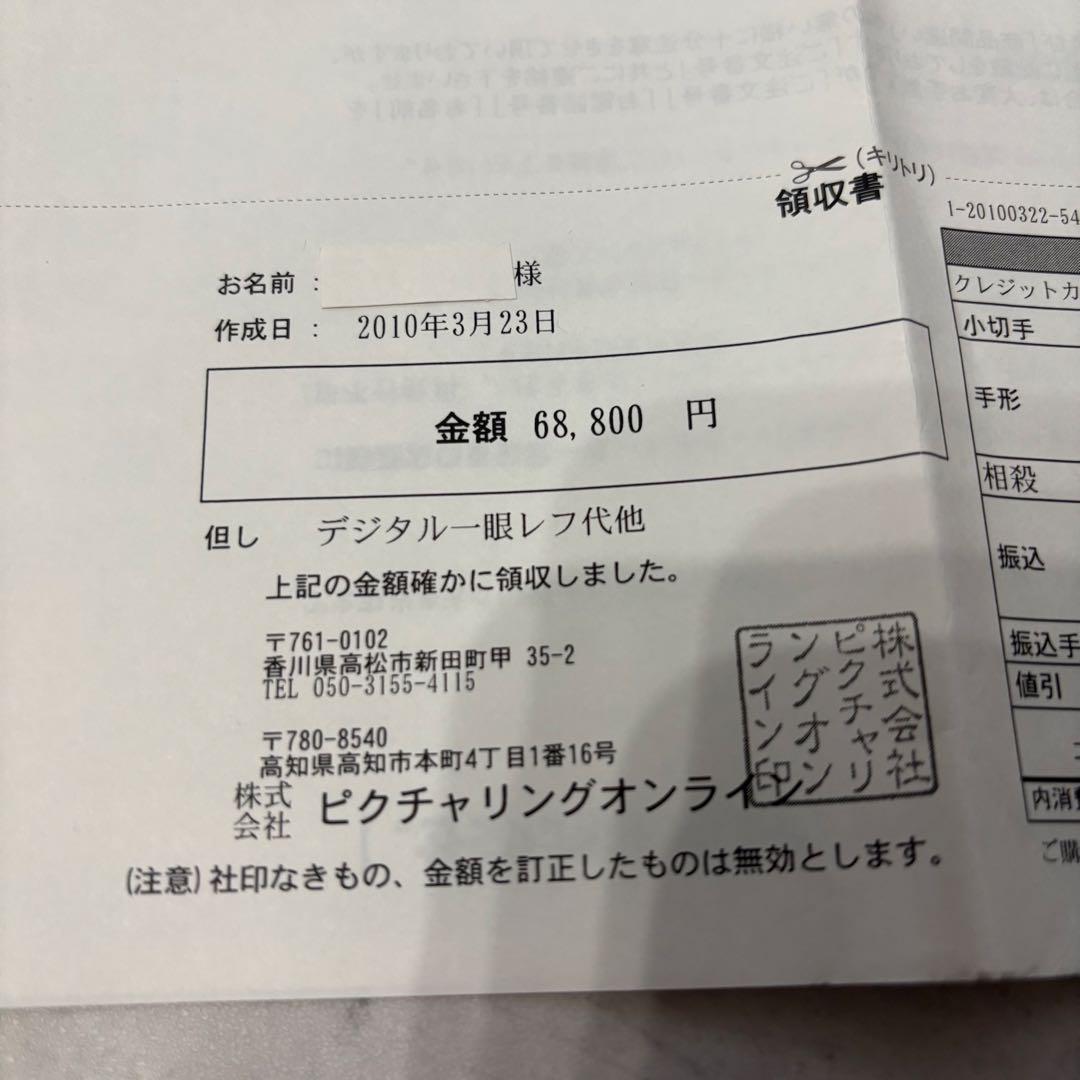 (キリトリ)
領収書
お名前 : 様
作成日 : 2010年3月23日
金額 68,800 円
但し デジタル一眼レフ代他
上記の金額確かに領収しました。
〒761-0102
香川県高松市新田町甲 35-2
TEL 050-3155-4115
〒780-8540
高知県高知市本町4丁目1番16号
株式会社 ピクチャリングオンライン
株式会社ピクチャリングオンライン印
(注意)社印なきもの、金額を訂正したものは無効とします。
1-20100322-54
クレジットカ
小切手
手形
相殺
振込
振込手
値引
内消費
ご購